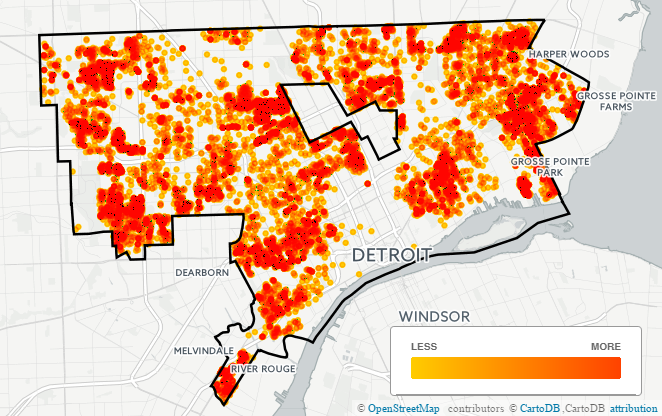 HARPER WOODS
GROSSE POINTE
FARMS
GROSSE POINTE
PARK
DETROIT
DEARBORN
WINDSOR
LESS MORE
MELVINDALE
RIVER ROUGE
© OpenStreetMap contributors © CartoDB ,CartoDB attribution